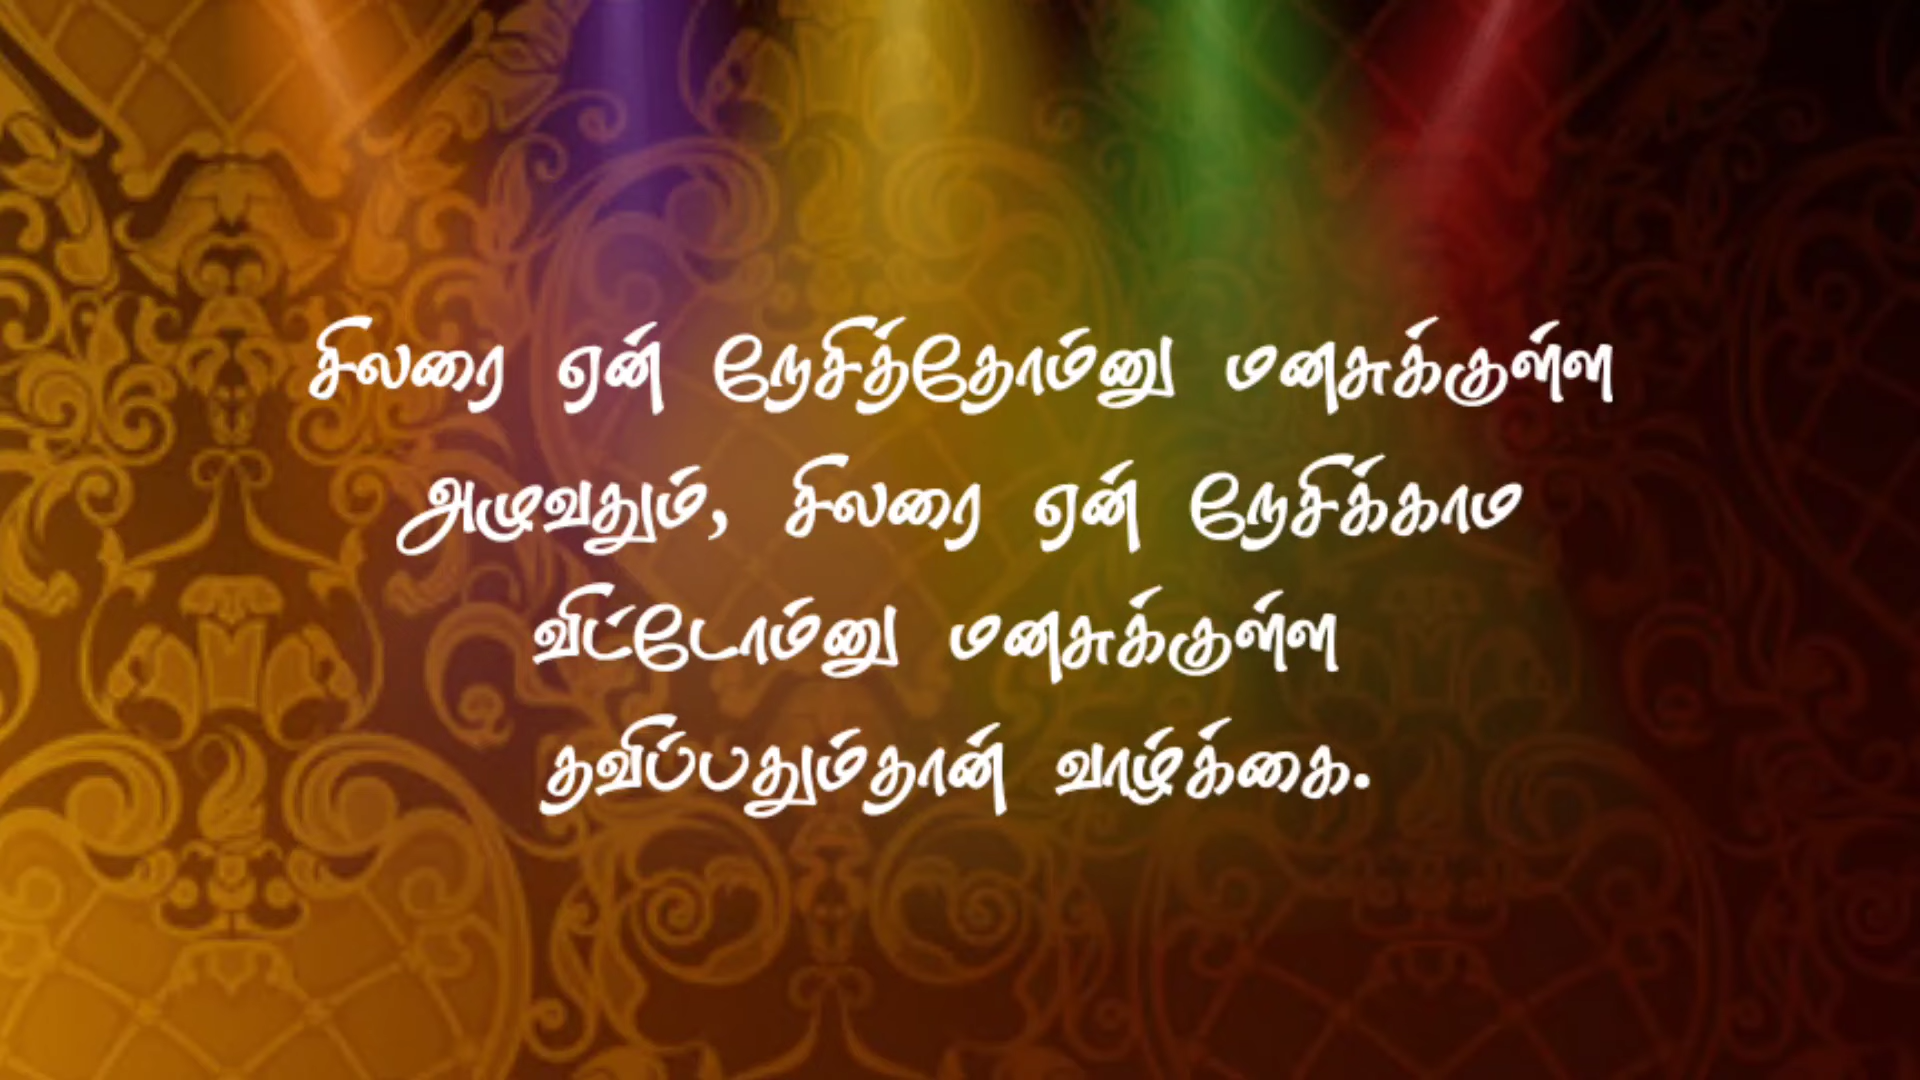 சிலரை ஏன் நேசித்தோம்னு மனசுக்குள்ள
அழுவதும், சிலரை ஏன் நேசிக்காம
விட்டோம்னு மனசுக்குள்ள
தவிப்பதும்தான் வாழ்க்கை.